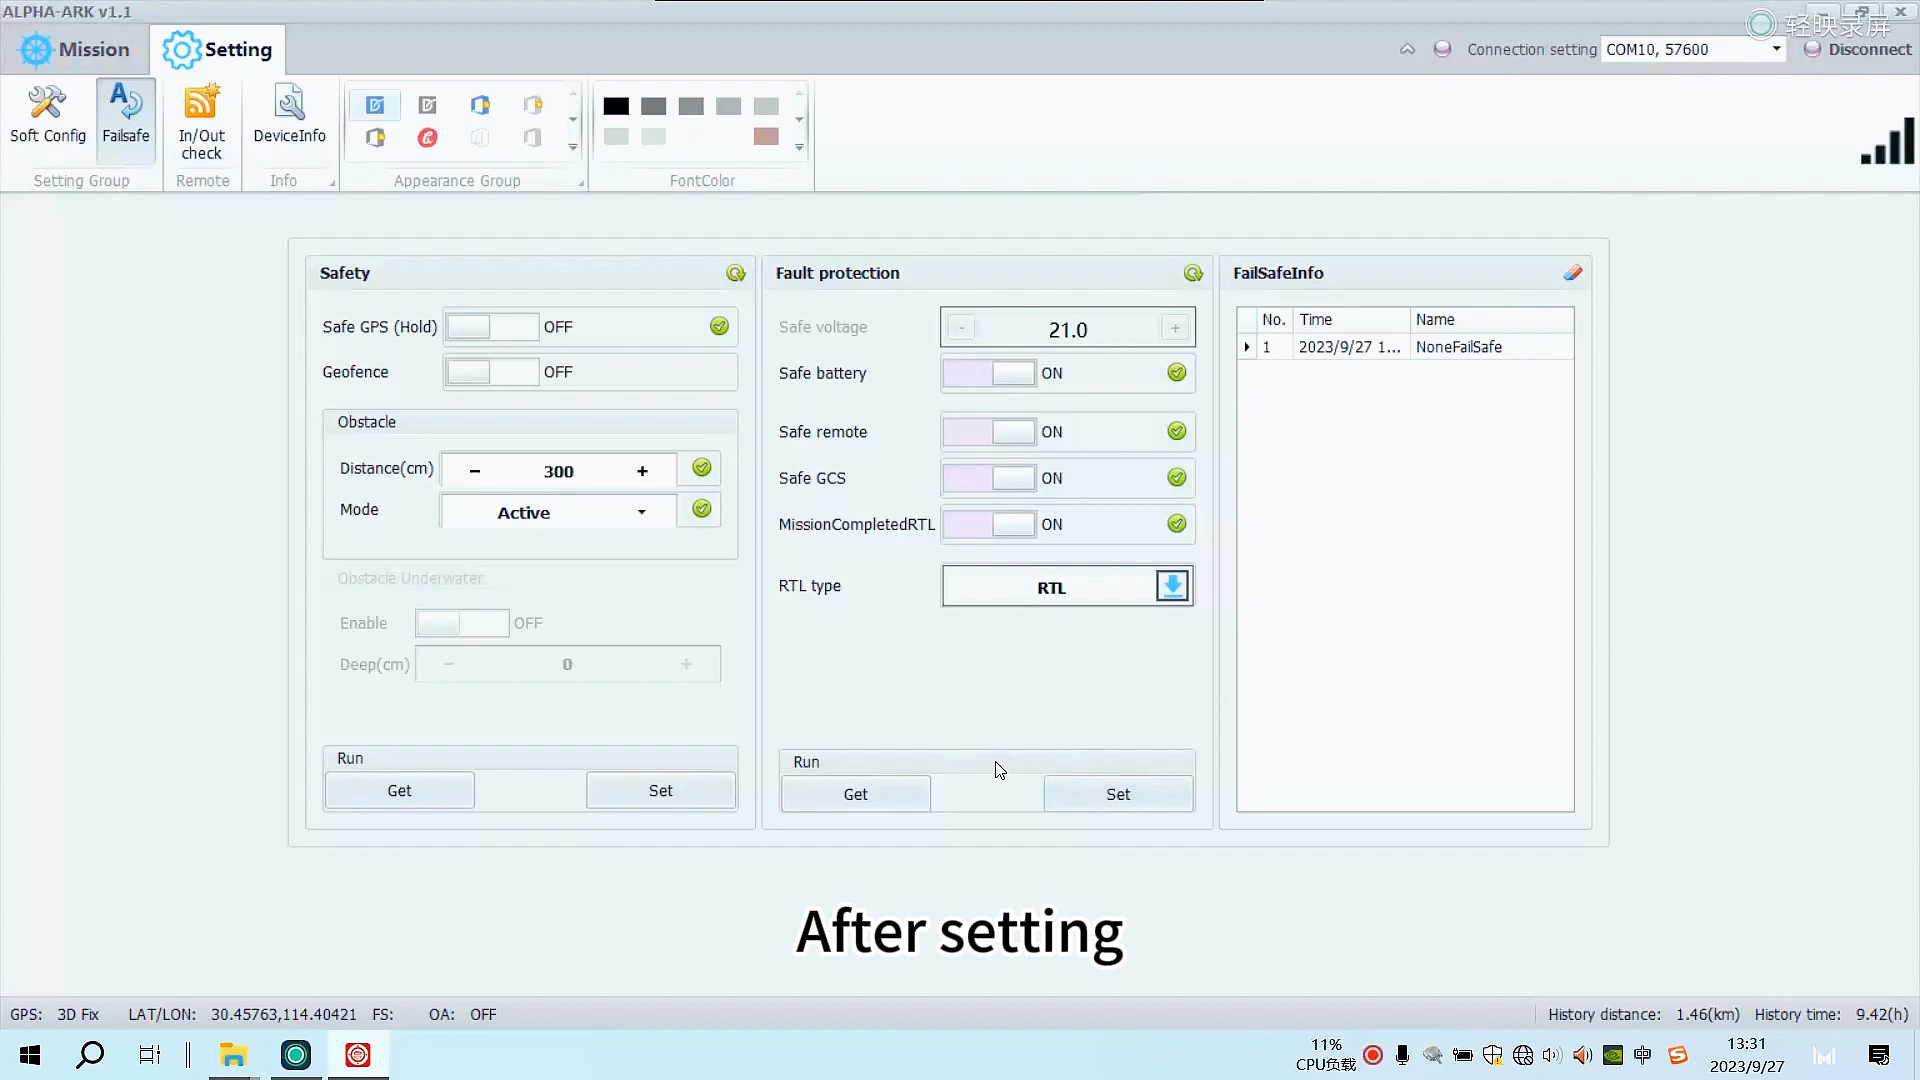 ALPHA-ARK v1.1
轻映录屏
Mission
Setting
Connection setting
COM10, 57600
Disconnect
Soft Config
Failsafe
In/Out check
DeviceInfo
Setting Group
Remote
Info
Appearance Group
FontColor
Safety
Safe GPS (Hold)
OFF
Geofence
OFF
Obstacle
Distance(cm)
− 300 +
Mode
Active
Obstacle Underwater
Enable
OFF
Deep(cm)
− 0 +
Run
Get
Set
Fault protection
Safe voltage
- 21.0 +
Safe battery
ON
Safe remote
ON
Safe GCS
ON
MissionCompletedRTL
ON
RTL type
RTL
Run
Get
Set
FailSafeInfo
No. Time Name
1 2023/9/27 1... NoneFailSafe
After setting
GPS: 3D Fix LAT/LON: 30.45763,114.40421 FS: OA: OFF
History distance: 1.46(km) History time: 9.42(h)
11%
CPU负载
中
13:31
2023/9/27